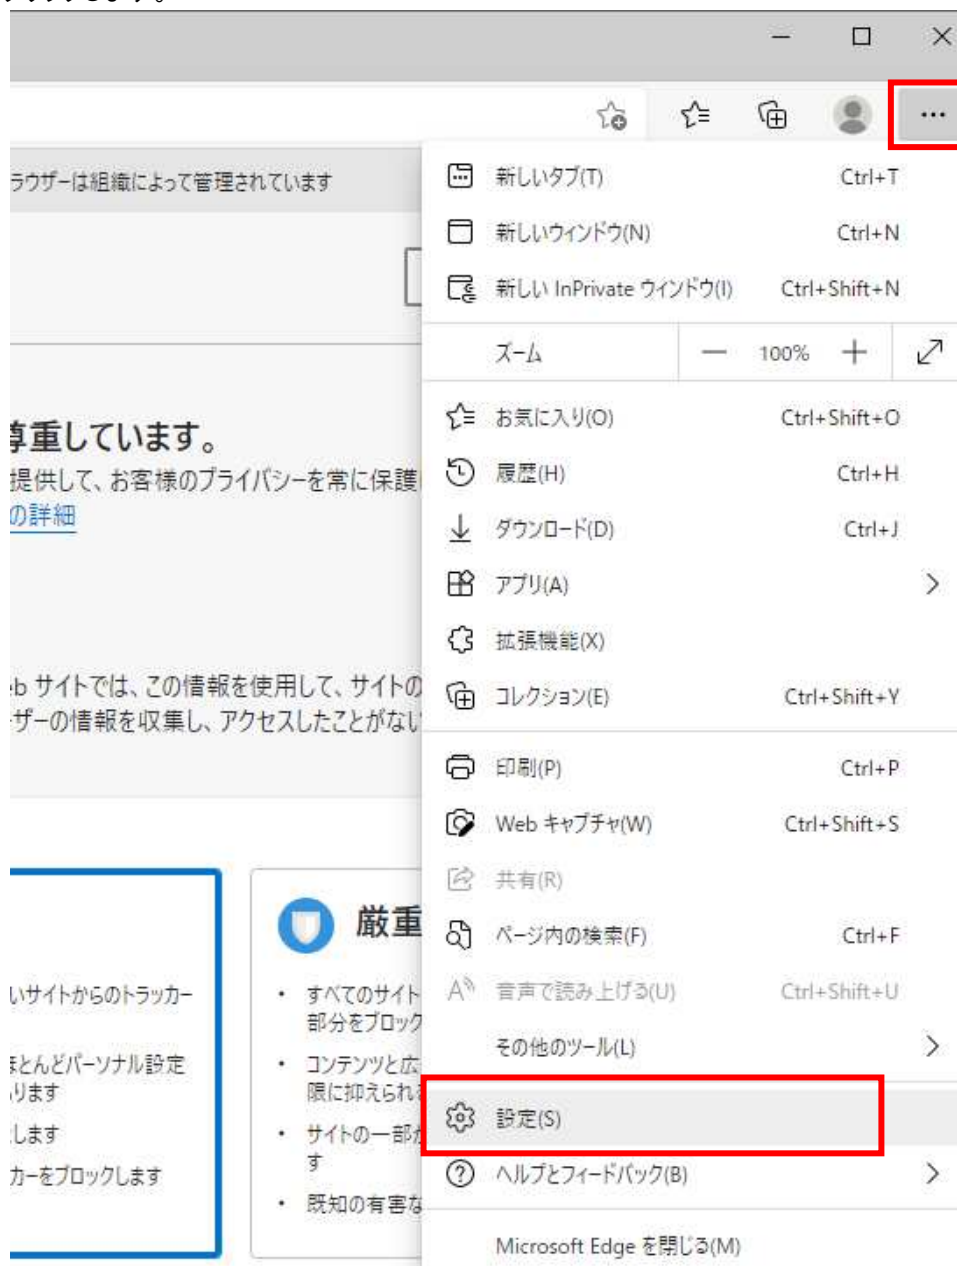 ックします。
ラウザーは組織によって管理されています
尊重しています。
提供して、お客様のプライバシーを常に保護
の詳細
eb サイトでは、この情報を使用して、サイトの
ザーの情報を収集し、アクセスしたことがない
いサイトからのトラッカー
ほとんどパーソナル設定
ります
します
カーをブロックします
厳重
・ すべてのサイト
部分をブロック
・ コンテンツと広
限に抑えられ
・ サイトの一部が
す
・ 既知の有害な
新しいタブ(T) Ctrl+T
新しいウィンドウ(N) Ctrl+N
新しい InPrivate ウィンドウ(I) Ctrl+Shift+N
ズーム — 100% +
お気に入り(O) Ctrl+Shift+O
履歴(H) Ctrl+H
ダウンロード(D) Ctrl+J
アプリ(A)
拡張機能(X)
コレクション(E) Ctrl+Shift+Y
印刷(P) Ctrl+P
Web キャプチャ(W) Ctrl+Shift+S
共有(R)
ページ内の検索(F) Ctrl+F
音声で読み上げる(U) Ctrl+Shift+U
その他のツール(L)
設定(S)
ヘルプとフィードバック(B)
Microsoft Edge を閉じる(M)